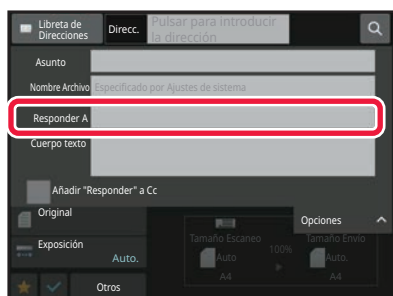 Libreta de
Direcciones
Direcc.
Pulsar para introducir
la dirección
Asunto
Nombre Archivo
Especificado por Ajustes de sistema
Responder A
Cuerpo texto
Añadir "Responder" a Cc
Original
Opciones
Exposición
Auto.
Tamaño Escaneo
100%
Tamaño Envío
Auto
Auto.
A4
A4
Otros